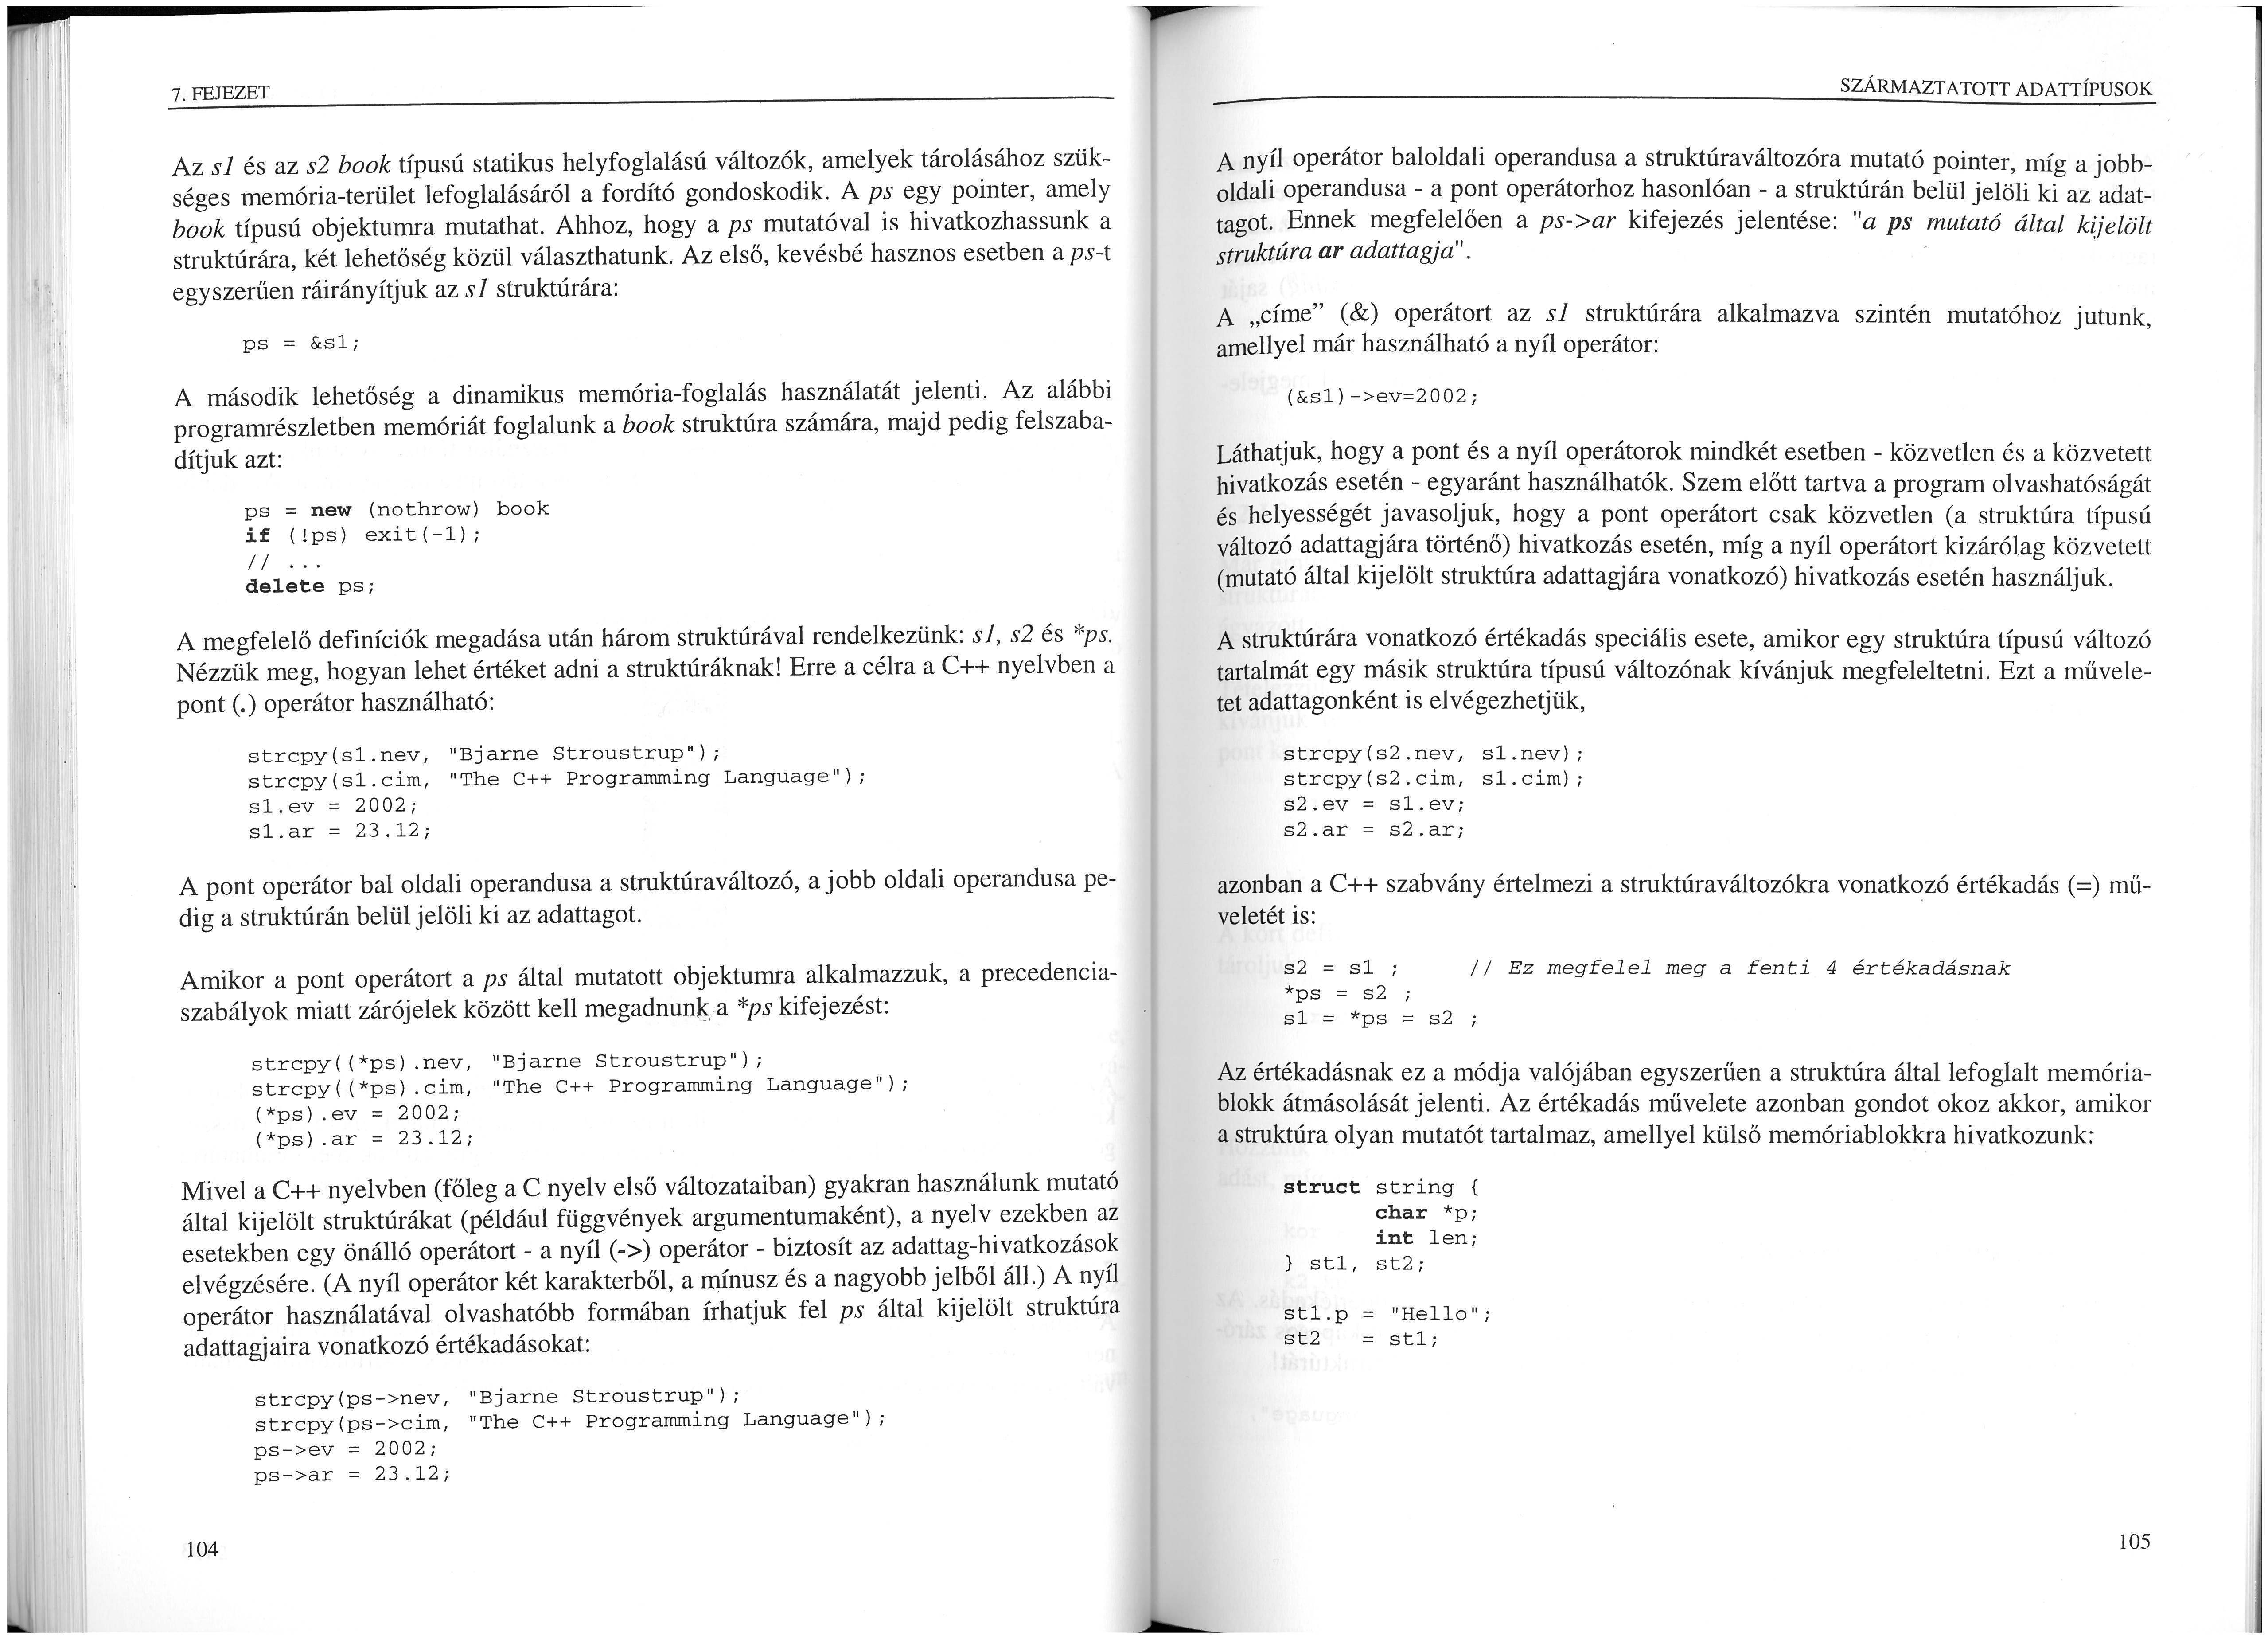 7. FEJEZET
Az s1 és az s2 book típusú statikus helyfoglalású változók, amelyek tárolásához szük-
séges memória-terület lefoglalásáról a fordító gondoskodik. A ps egy pointer, amely
book típusú objektumra mutathat. Ahhoz, hogy a ps mutatóval is hivatkozhassunk a
struktúrára, két lehetőség közül választhatunk. Az első, kevésbé hasznos esetben a ps-t
egyszerűen ráirányítjuk az s1 struktúrára:
ps = &s1;
A második lehetőség a dinamikus memória-foglalás használatát jelenti. Az alábbi
programrészletben memóriát foglalunk a book struktúra számára, majd pedig felszaba-
dítjuk azt:
ps = new (nothrow) book
if (!ps) exit(-1);
// ...
delete ps;
A megfelelő definíciók megadása után három struktúrával rendelkezünk: s1, s2 és *ps.
Nézzük meg, hogyan lehet értéket adni a struktúráknak! Erre a célra a C++ nyelvben a
pont (.) operátor használható:
strcpy(s1.nev, "Bjarne Stroustrup");
strcpy(s1.cim, "The C++ Programming Language");
s1.ev = 2002;
s1.ar = 23.12;
A pont operátor bal oldali operandusa a struktúraváltozó, a jobb oldali operandusa pe-
dig a struktúrán belül jelöli ki az adattagot.
Amikor a pont operátort a ps által mutatott objektumra alkalmazzuk, a precedencia-
szabályok miatt zárójelek között kell megadnunk a *ps kifejezést:
strcpy((*ps).nev, "Bjarne Stroustrup");
strcpy((*ps).cim, "The C++ Programming Language");
(*ps).ev = 2002;
(*ps).ar = 23.12;
Mivel a C++ nyelvben (főleg a C nyelv első változataiban) gyakran használunk mutató
által kijelölt struktúrákat (például függvények argumentumaként), a nyelv ezekben az
esetekben egy önálló operátort - a nyíl (->) operátor - biztosít az adattag-hivatkozások
elvégzésére. (A nyíl operátor két karakterből, a mínusz és a nagyobb jelből áll.) A nyíl
operátor használatával olvashatóbb formában írhatjuk fel ps által kijelölt struktúra
adattagjaira vonatkozó értékadásokat:
strcpy(ps->nev, "Bjarne Stroustrup");
strcpy(ps->cim, "The C++ Programming Language");
ps->ev = 2002;
ps->ar = 23.12;
104
SZÁRMAZTATOTT ADATTÍPUSOK
A nyíl operátor baloldali operandusa a struktúraváltozóra mutató pointer, míg a jobb-
oldali operandusa - a pont operátorhoz hasonlóan - a struktúrán belül jelöli ki az adat-
tagot. Ennek megfelelően a ps->ar kifejezés jelentése: "a ps mutató által kijelölt
struktúra ar adattagja".
A „címe” (&) operátort az s1 struktúrára alkalmazva szintén mutatóhoz jutunk,
amellyel már használható a nyíl operátor:
(&s1)->ev=2002;
Láthatjuk, hogy a pont és a nyíl operátorok mindkét esetben - közvetlen és a közvetett
hivatkozás esetén - egyaránt használhatók. Szem előtt tartva a program olvashatóságát
és helyességét javasoljuk, hogy a pont operátort csak közvetlen (a struktúra típusú
változó adattagjára történő) hivatkozás esetén, míg a nyíl operátort kizárólag közvetett
(mutató által kijelölt struktúra adattagjára vonatkozó) hivatkozás esetén használjuk.
A struktúrára vonatkozó értékadás speciális esete, amikor egy struktúra típusú változó
tartalmát egy másik struktúra típusú változónak kívánjuk megfeleltetni. Ezt a művele-
tet adattagonként is elvégezhetjük,
strcpy(s2.nev, s1.nev);
strcpy(s2.cim, s1.cim);
s2.ev = s1.ev;
s2.ar = s2.ar;
azonban a C++ szabvány értelmezi a struktúraváltozókra vonatkozó értékadás (=) mű-
veletét is:
s2 = s1 ; // Ez megfelel meg a fenti 4 értékadásnak
*ps = s2 ;
s1 = *ps = s2 ;
Az értékadásnak ez a módja valójában egyszerűen a struktúra által lefoglalt memória-
blokk átmásolását jelenti. Az értékadás művelete azonban gondot okoz akkor, amikor
a struktúra olyan mutatót tartalmaz, amellyel külső memóriablokkra hivatkozunk:
struct string {
char *p;
int len;
} st1, st2;
st1.p = "Hello";
st2 = st1;
105